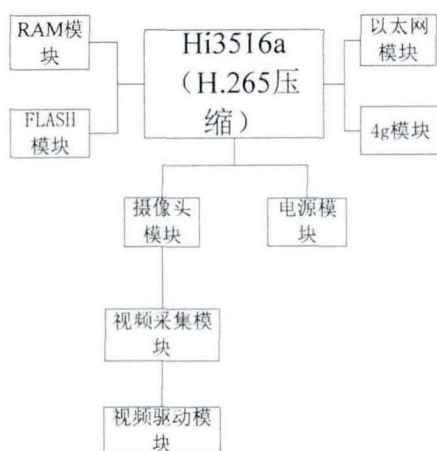 RAM模
块
Hi3516a
（H.265压
缩）
以太网
模块
FLASH
模块
4g模块
摄像头
模块
电源模
块
视频采集模
块
视频驱动模
块